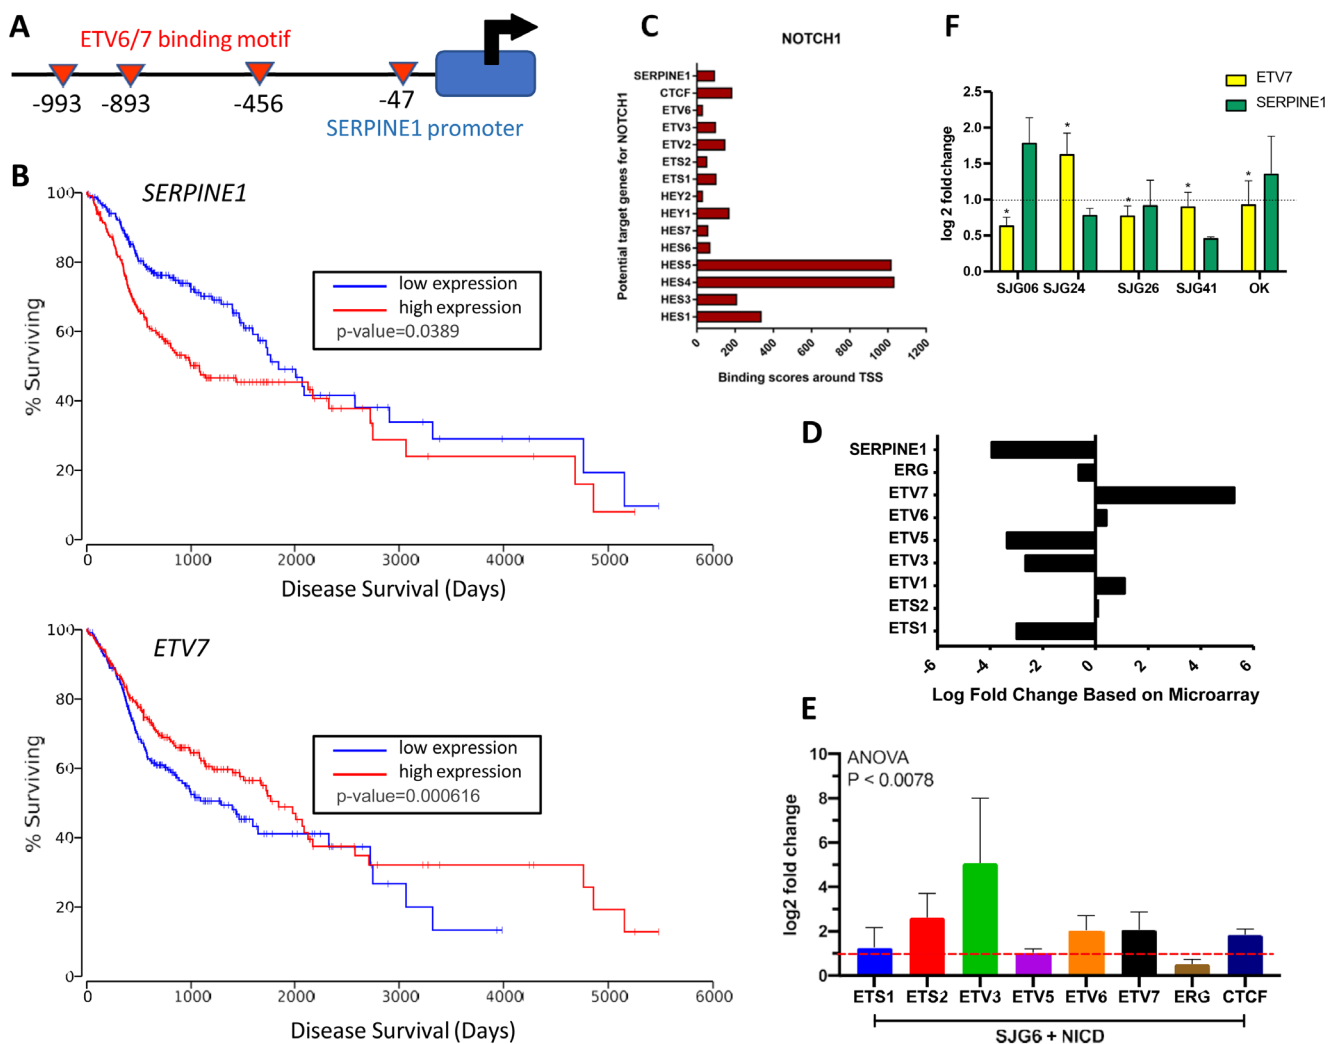 A
ETV6/7 binding motif
-993 -893 -456 -47
SERPINE1 promoter
B
SERPINE1
% Surviving
100
80
60
40
20
0
low expression
high expression
p-value=0.0389
0 1000 2000 3000 4000 5000 6000
Disease Survival (Days)
ETV7
% Surviving
100
80
60
40
20
0
low expression
high expression
p-value=0.000616
0 1000 2000 3000 4000 5000 6000
Disease Survival (Days)
C
NOTCH1
Potential target genes for NOTCH1
SERPINE1
CTCF
ETV6
ETV3
ETV2
ETS2
ETS1
HEY2
HEY1
HES7
HES6
HES5
HES4
HES3
HES1
0 200 400 600 800 1000 1200
Binding scores around TSS
D
SERPINE1
ERG
ETV7
ETV6
ETV5
ETV3
ETV1
ETS2
ETS1
-6 -4 -2 0 2 4 6
Log Fold Change Based on Microarray
E
ANOVA
P < 0.0078
log2 fold change
10
8
6
4
2
0
ETS1 ETS2 ETV3 ETV5 ETV6 ETV7 ERG CTCF
SJG6 + NICD
F
ETV7
SERPINE1
log 2 fold change
2.5
2.0
1.5
1.0
0.5
0.0
* * * * *
SJG06 SJG24 SJG26 SJG41 OK